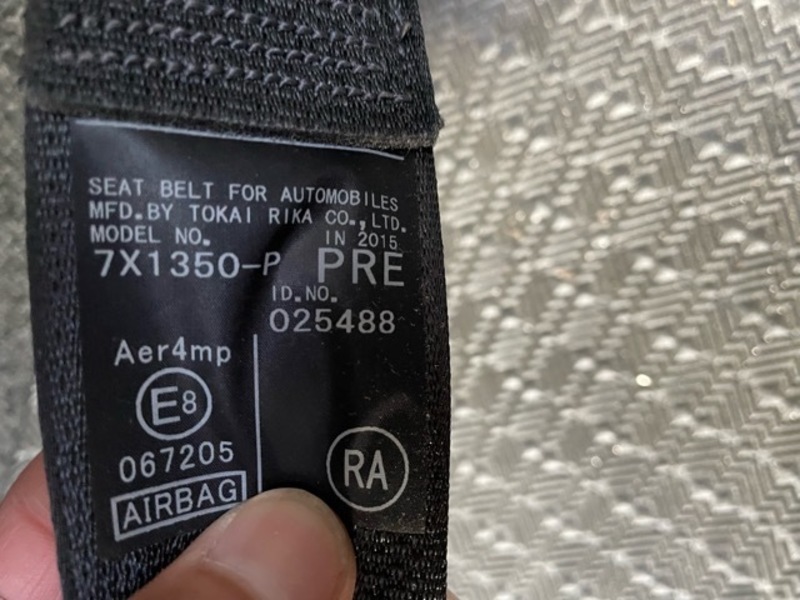 SEAT BELT FOR AUTOMOBILES
MFD.BY TOKAI RIKA CO.,LTD.
MODEL NO. IN 2015
7X1350-P PRE
ID.NO.
025488
Aer4mp
E8
067205
AIRBAG
RA